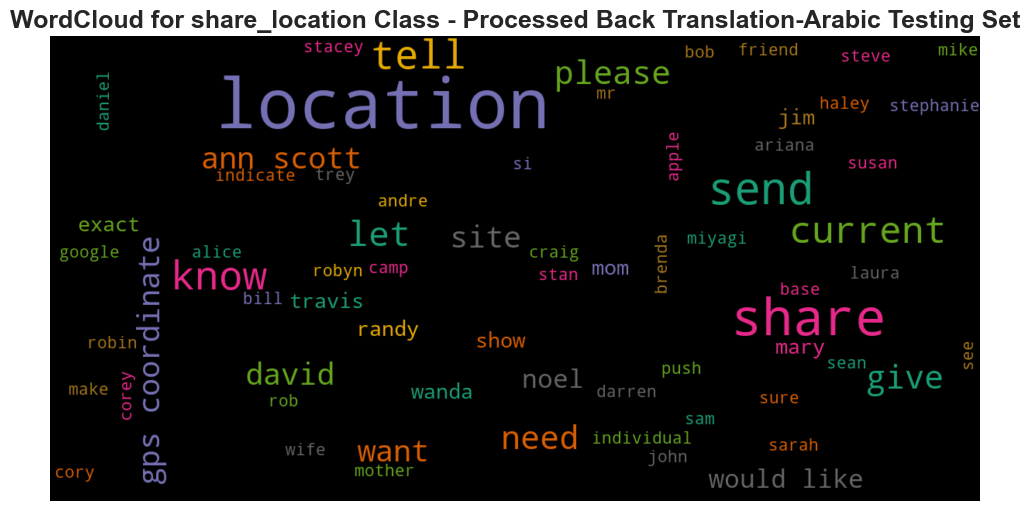 WordCloud for share_location Class - Processed Back Translation-Arabic Testing Set
stacey
tell
bob
friend
steve
mike
please
daniel
location
mr
haley
stephanie
jim
apple
ariana
ann scott
si
susan
indicate
trey
send
andre
exact
let
site
current
google
alice
craig
brenda
miyagi
know
robyn
camp
stan
mom
laura
gps coordinate
bill
travis
base
share
randy
robin
show
mary
see
david
push
sean
give
make
corey
rob
wanda
noel
darren
sure
sam
need
individual
wife
want
john
sarah
cory
mother
would like